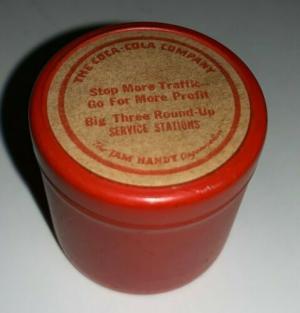 THE COCA-COLA COMPANY
Stop More Traffic—
Go For More Profit
Big Three Round-Up
SERVICE STATIONS
The JAM HANDY Organization